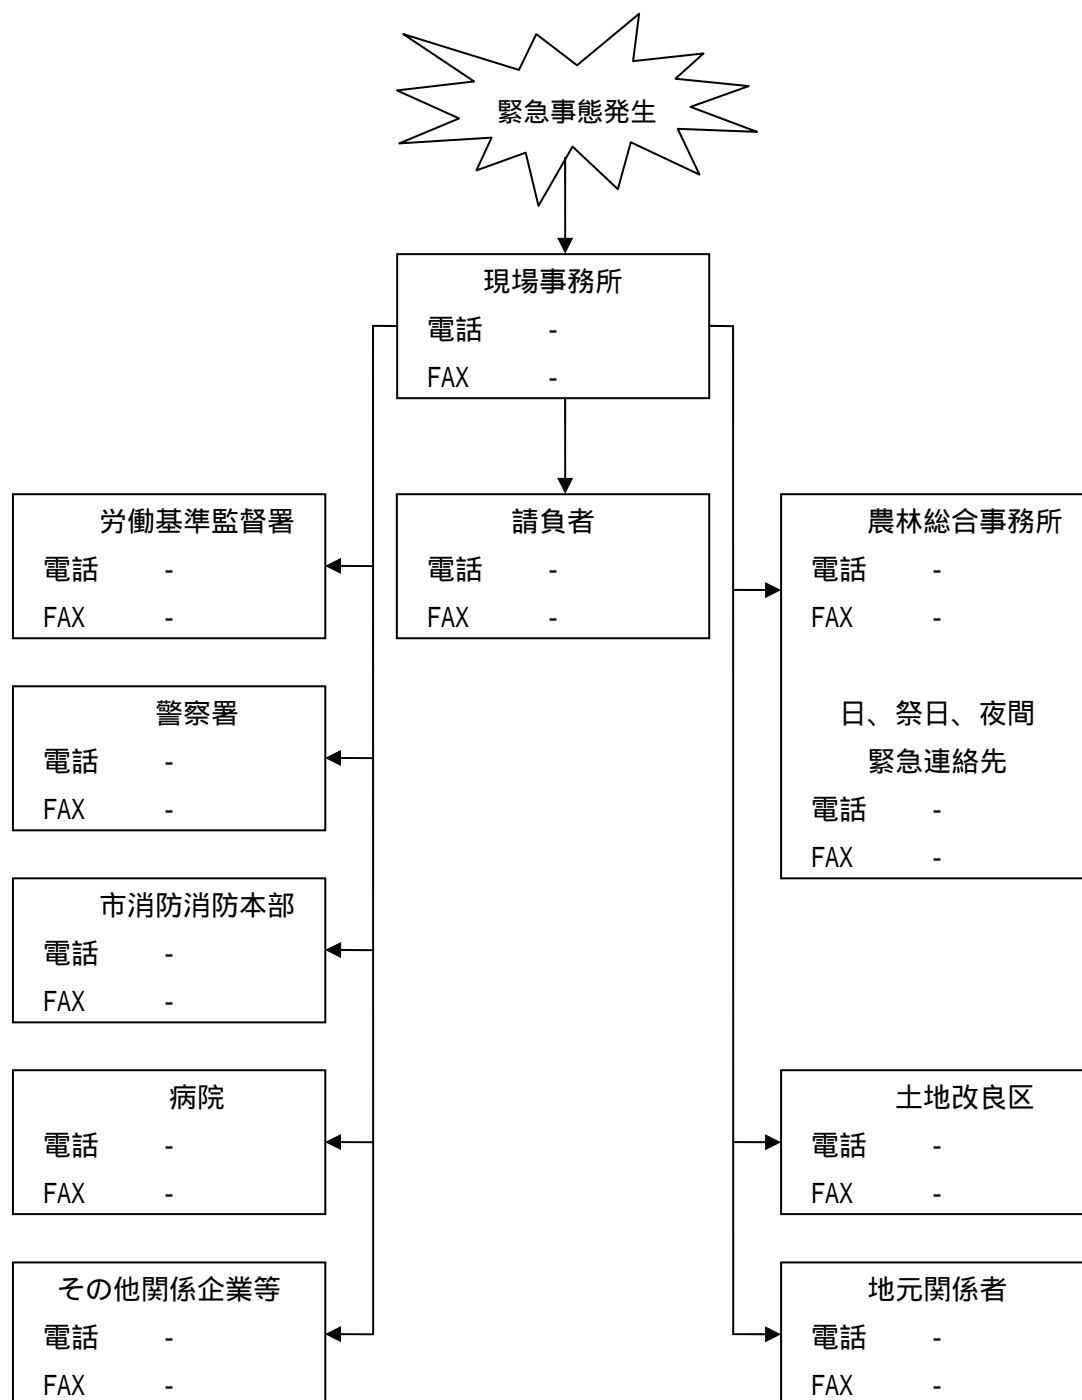 緊急事態発生
現場事務所
電話 -
FAX -
労働基準監督署
電話 -
FAX -
請負者
電話 -
FAX -
農林総合事務所
電話 -
FAX -
日、祭日、夜間
緊急連絡先
電話 -
FAX -
警察署
電話 -
FAX -
市消防消防本部
電話 -
FAX -
病院
電話 -
FAX -
土地改良区
電話 -
FAX -
その他関係企業等
電話 -
FAX -
地元関係者
電話 -
FAX -